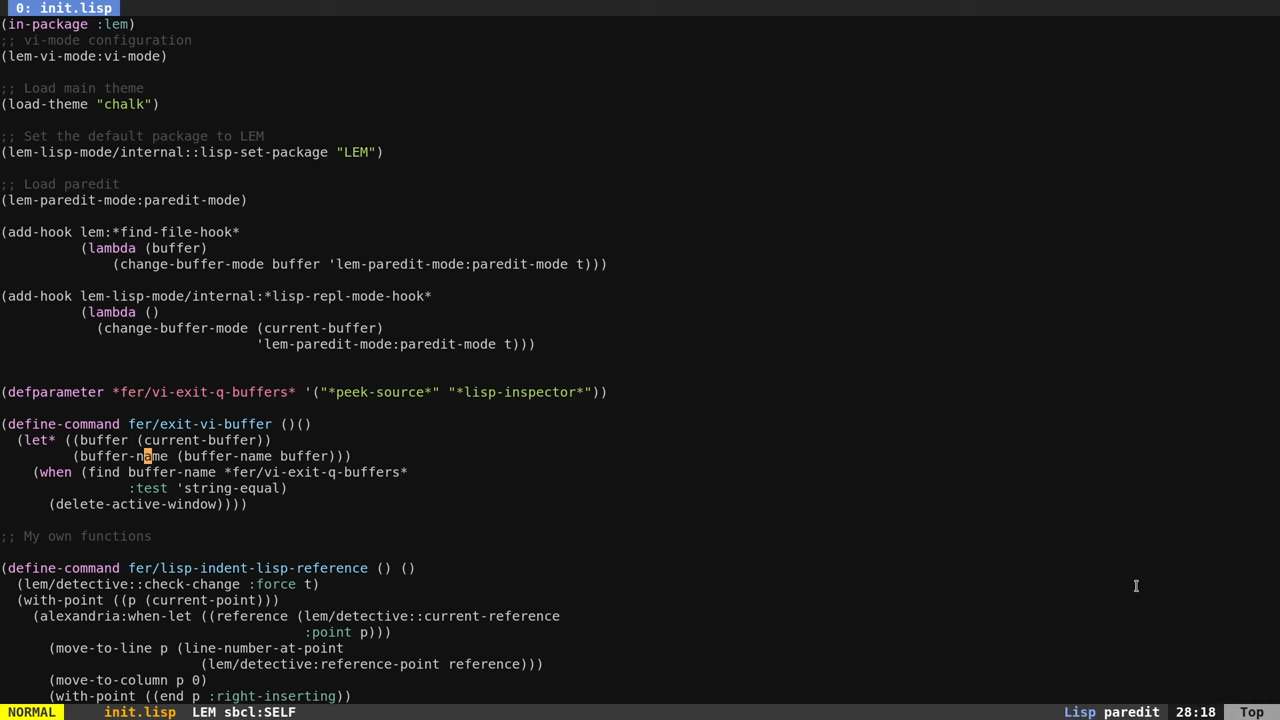 0: init.lisp
(in-package :lem)
;; vi-mode configuration
(lem-vi-mode:vi-mode)
;; Load main theme
(load-theme "chalk")
;; Set the default package to LEM
(lem-lisp-mode/internal::lisp-set-package "LEM")
;; Load paredit
(lem-paredit-mode:paredit-mode)
(add-hook lem:*find-file-hook*
          (lambda (buffer)
              (change-buffer-mode buffer 'lem-paredit-mode:paredit-mode t)))
(add-hook lem-lisp-mode/internal:*lisp-repl-mode-hook*
          (lambda ()
            (change-buffer-mode (current-buffer)
                                'lem-paredit-mode:paredit-mode t)))
(defparameter *fer/vi-exit-q-buffers* '("*peek-source*" "*lisp-inspector*"))
(define-command fer/exit-vi-buffer ()()
  (let* ((buffer (current-buffer))
         (buffer-name (buffer-name buffer)))
    (when (find buffer-name *fer/vi-exit-q-buffers*
                :test 'string-equal)
      (delete-active-window))))
;; My own functions
(define-command fer/lisp-indent-lisp-reference () ()
  (lem/detective::check-change :force t)
  (with-point ((p (current-point)))
    (alexandria:when-let ((reference (lem/detective::current-reference
                                      :point p)))
      (move-to-line p (line-number-at-point
                         (lem/detective:reference-point reference)))
      (move-to-column p 0)
      (with-point ((end p :right-inserting))
NORMAL init.lisp LEM sbcl:SELF Lisp paredit 28:18 Top